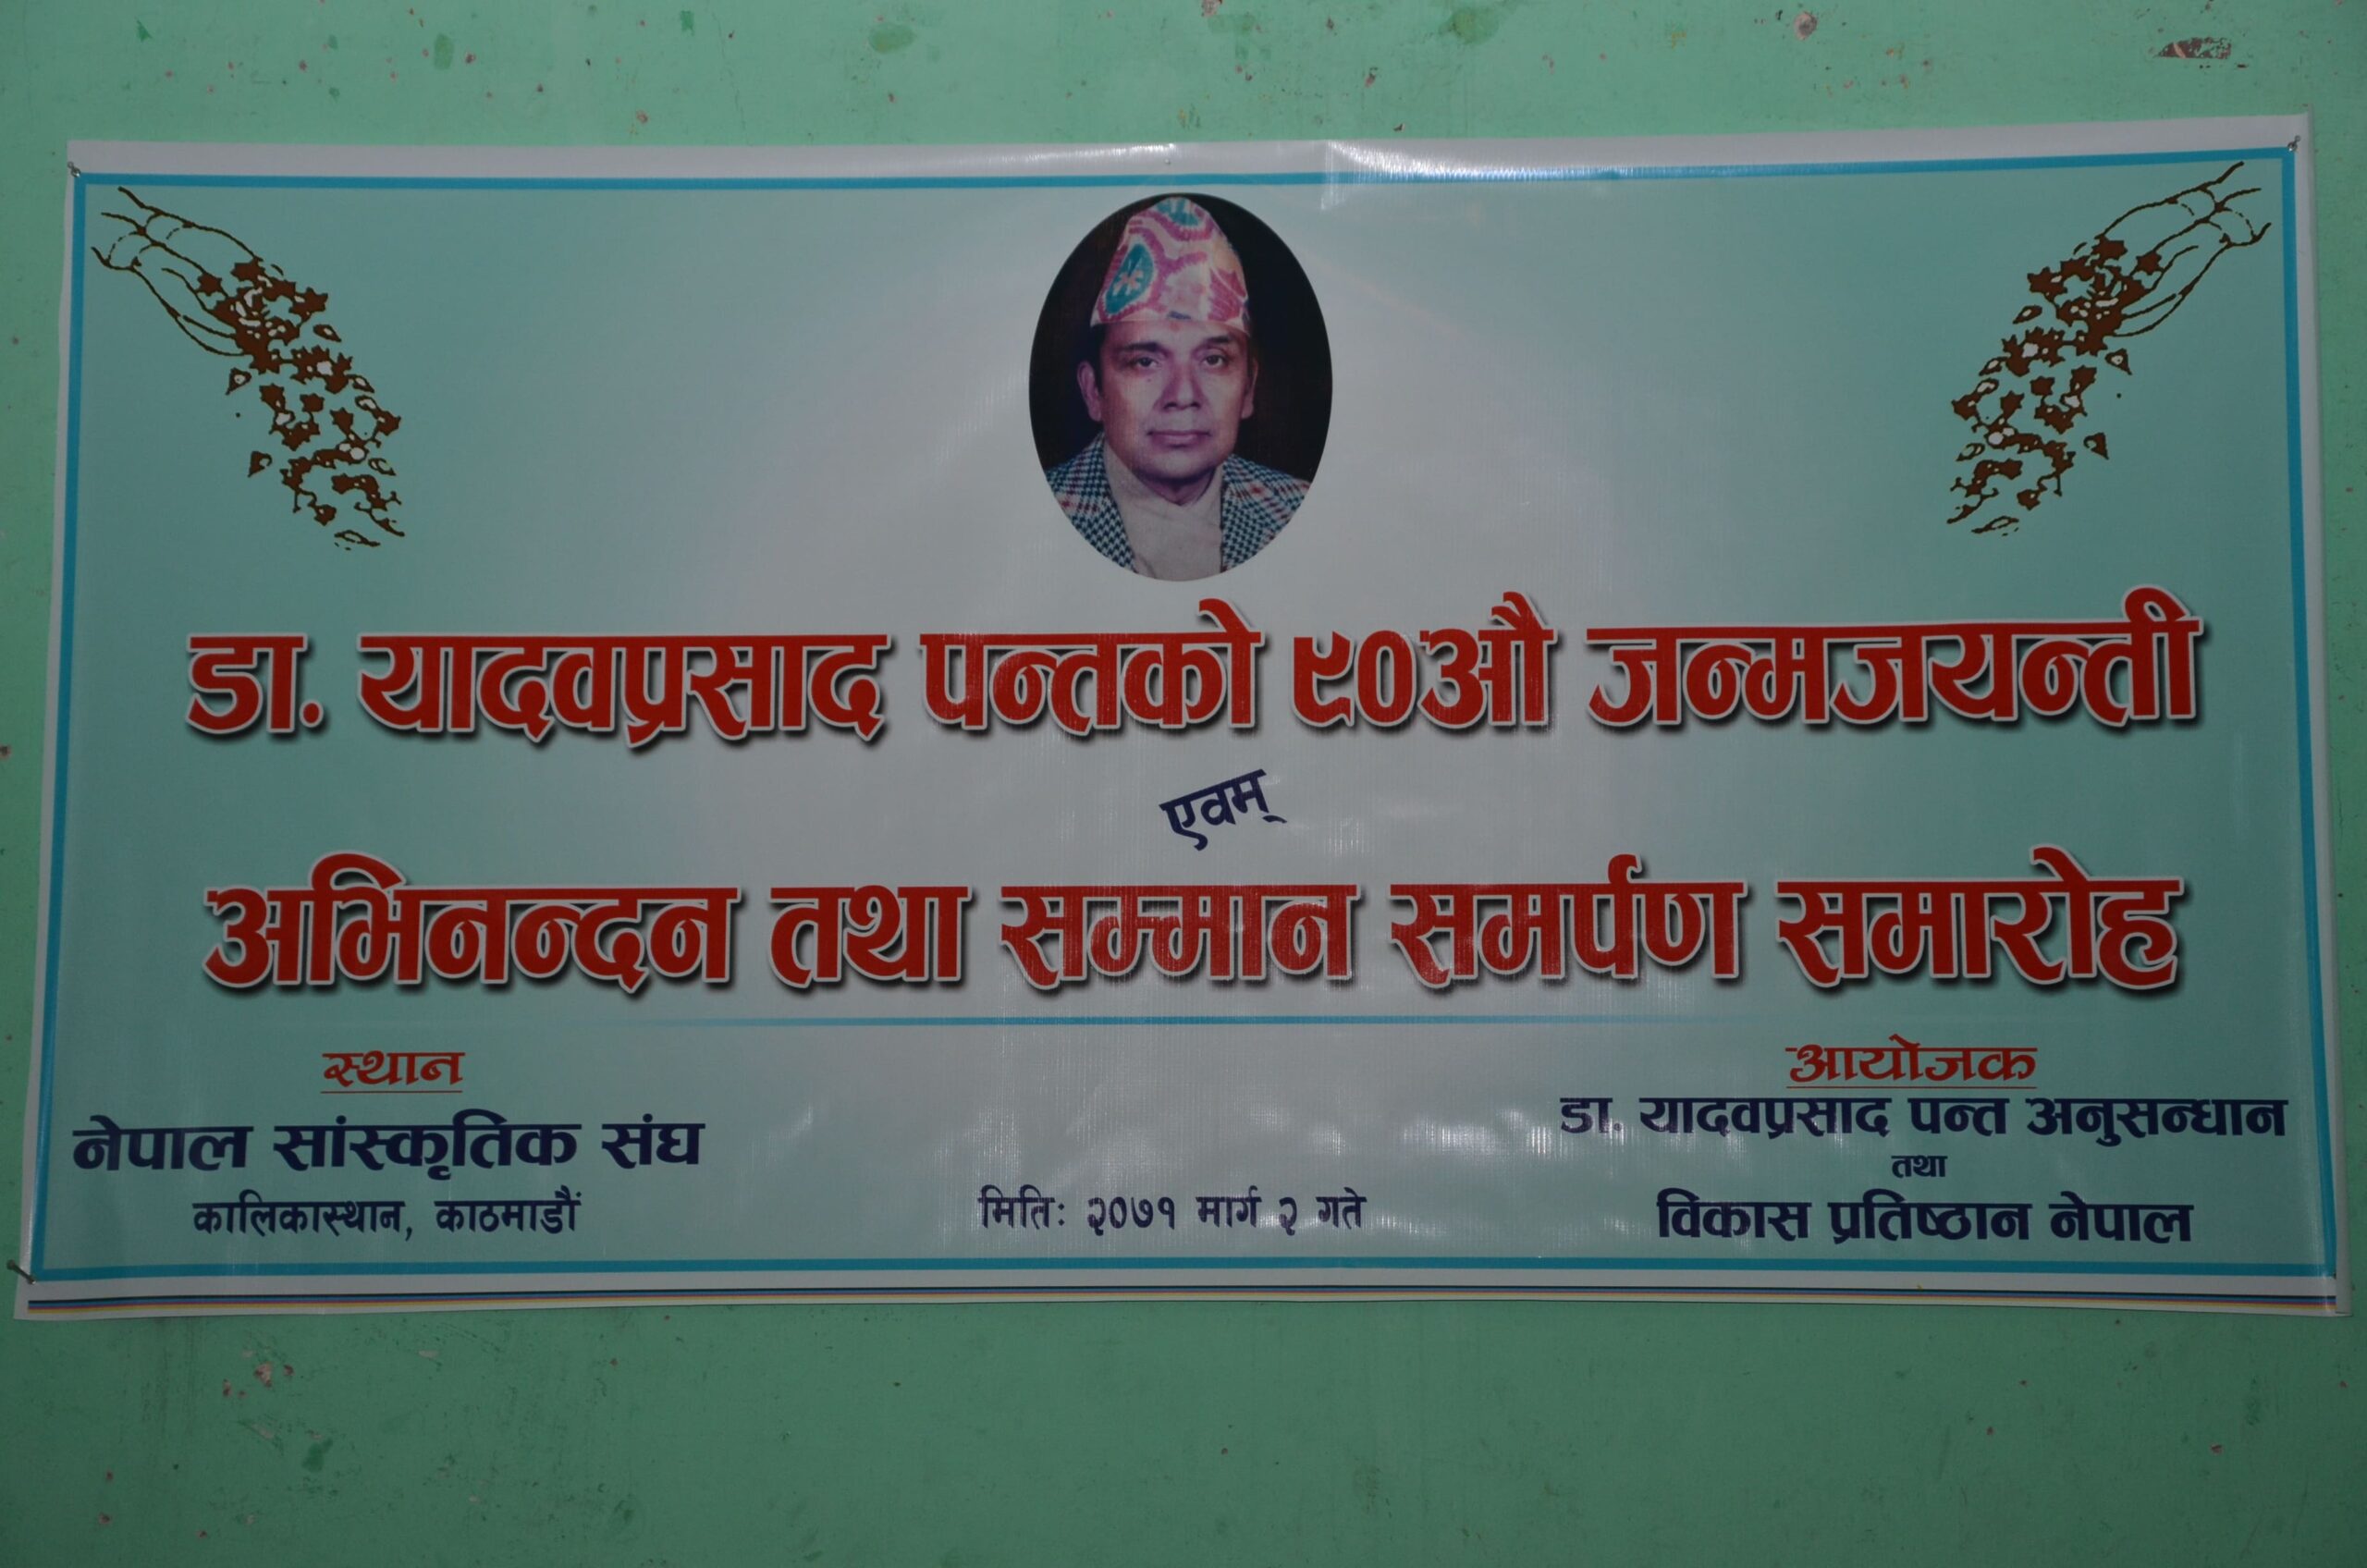 डा. यादवप्रसाद पन्तको ९०औ जन्मजयन्ती
एवम्
अभिनन्दन तथा सम्मान समर्पण समारोह
स्थान
नेपाल सांस्कृतिक संघ
कालिकास्थान, काठमाडौं
मितिः २०७१ मार्ग २ गते
आयोजक
डा. यादवप्रसाद पन्त अनुसन्धान
तथा
विकास प्रतिष्ठान नेपाल